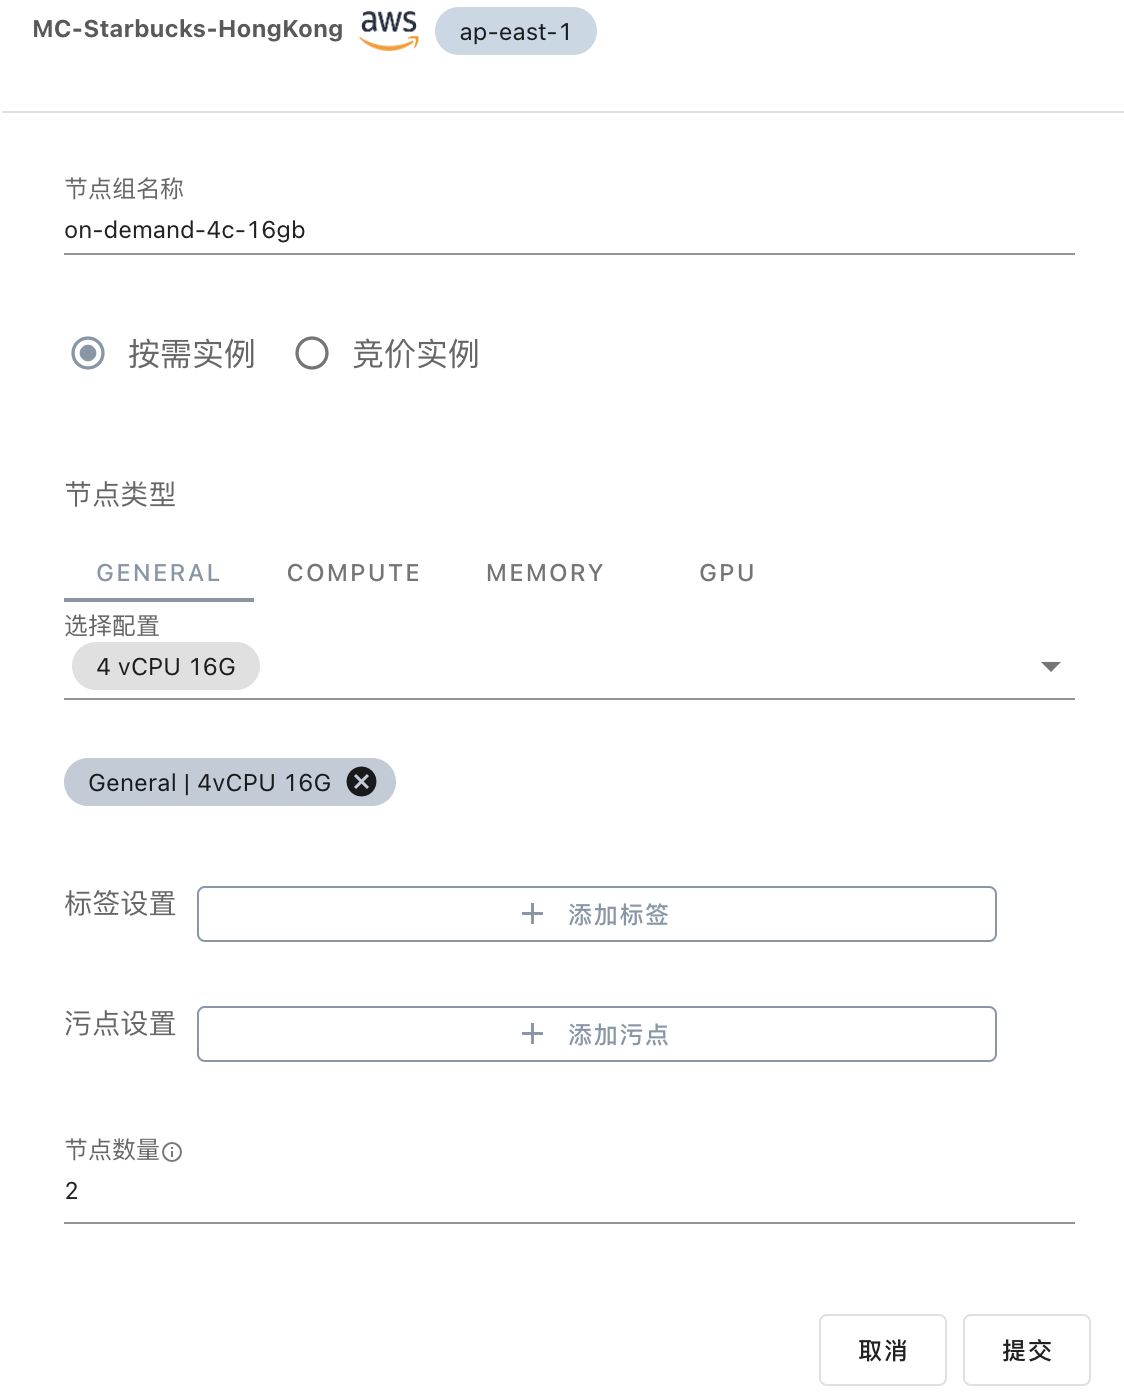 MC-Starbucks-HongKong aws ap-east-1
节点组名称
on-demand-4c-16gb
按需实例 竞价实例
节点类型
GENERAL COMPUTE MEMORY GPU
选择配置
4 vCPU 16G
General | 4vCPU 16G
标签设置 + 添加标签
污点设置 + 添加污点
节点数量
2
取消 提交